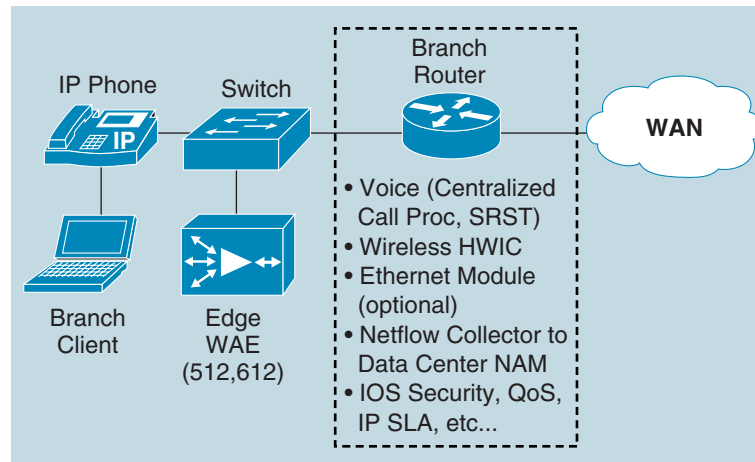 Branch
Router
IP Phone
Switch
IP
WAN
Branch
Client
Edge
WAE
(512,612)
• Voice (Centralized
Call Proc, SRST)
• Wireless HWIC
• Ethernet Module
(optional)
• Netflow Collector to
Data Center NAM
• IOS Security, QoS,
IP SLA, etc...